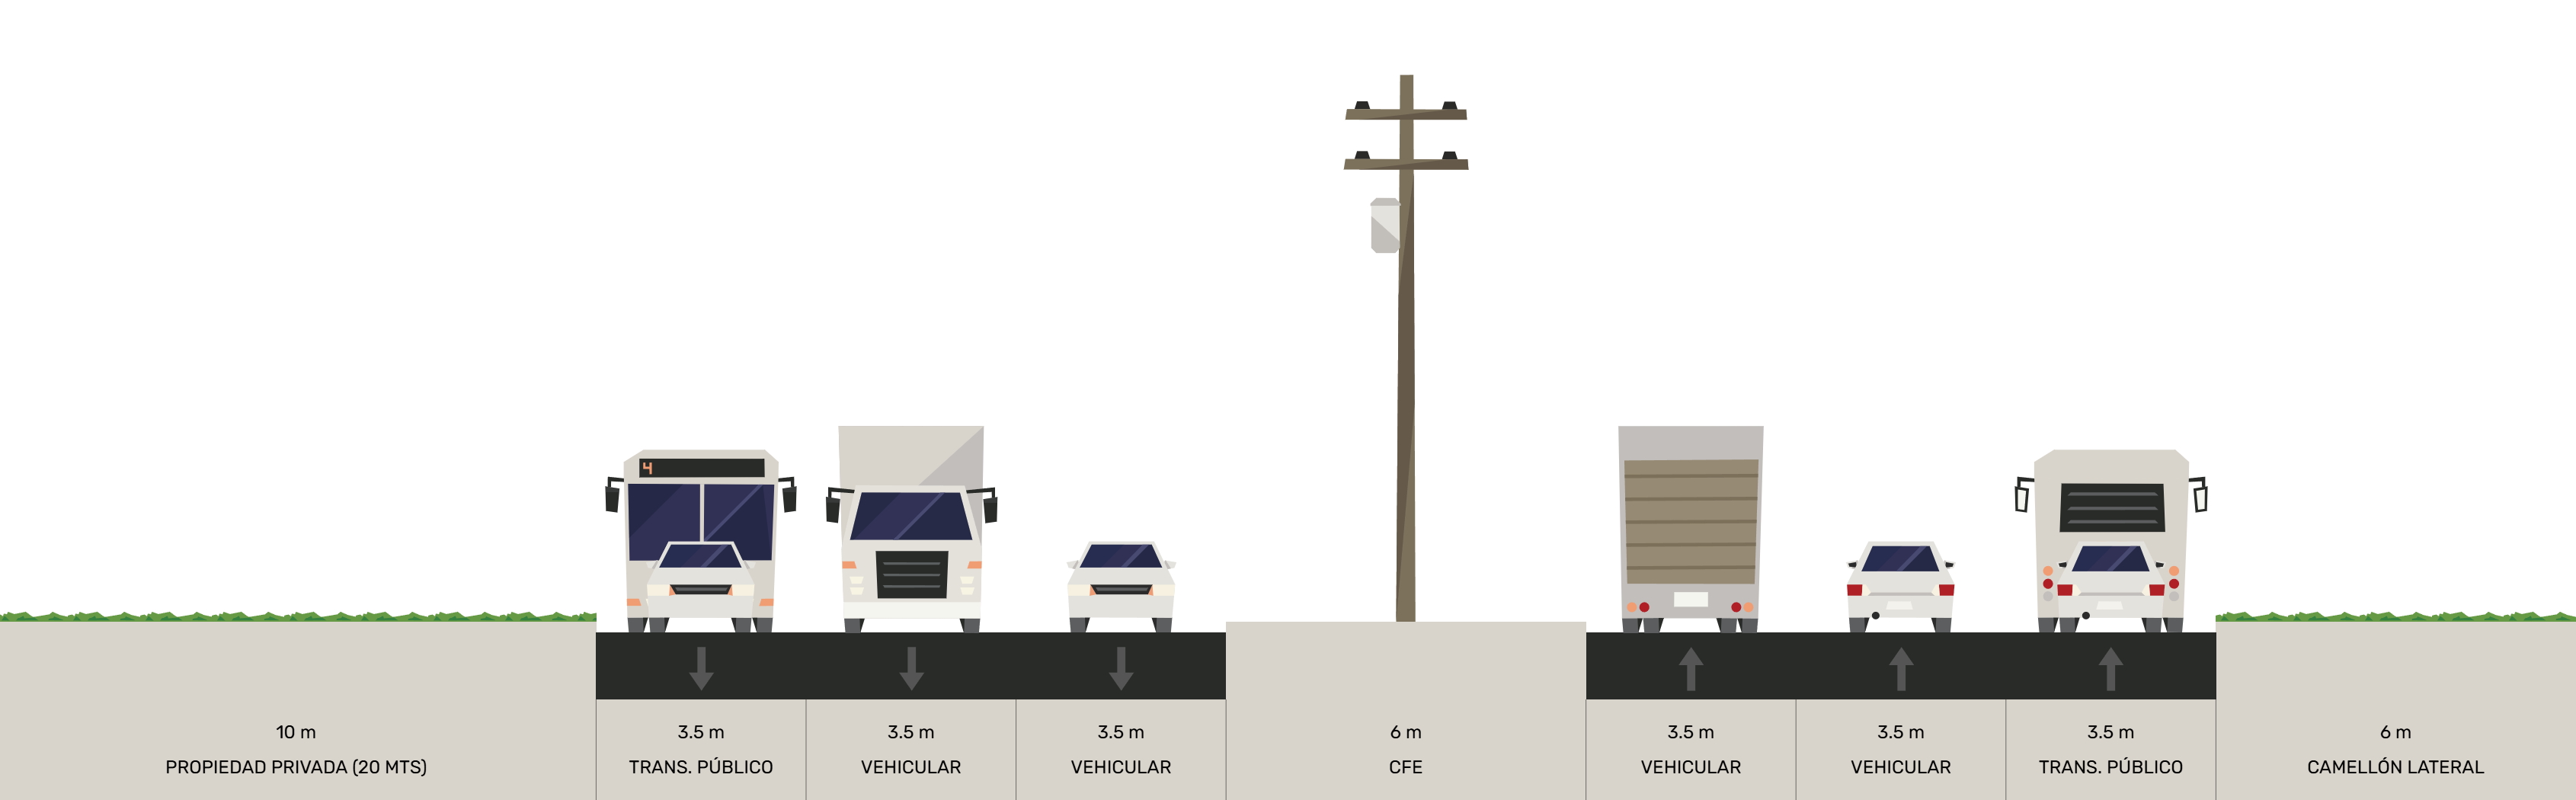 4
10 m
PROPIEDAD PRIVADA (20 MTS)
3.5 m
TRANS. PÚBLICO
3.5 m
VEHICULAR
3.5 m
VEHICULAR
6 m
CFE
3.5 m
VEHICULAR
3.5 m
VEHICULAR
3.5 m
TRANS. PÚBLICO
6 m
CAMELLÓN LATERAL